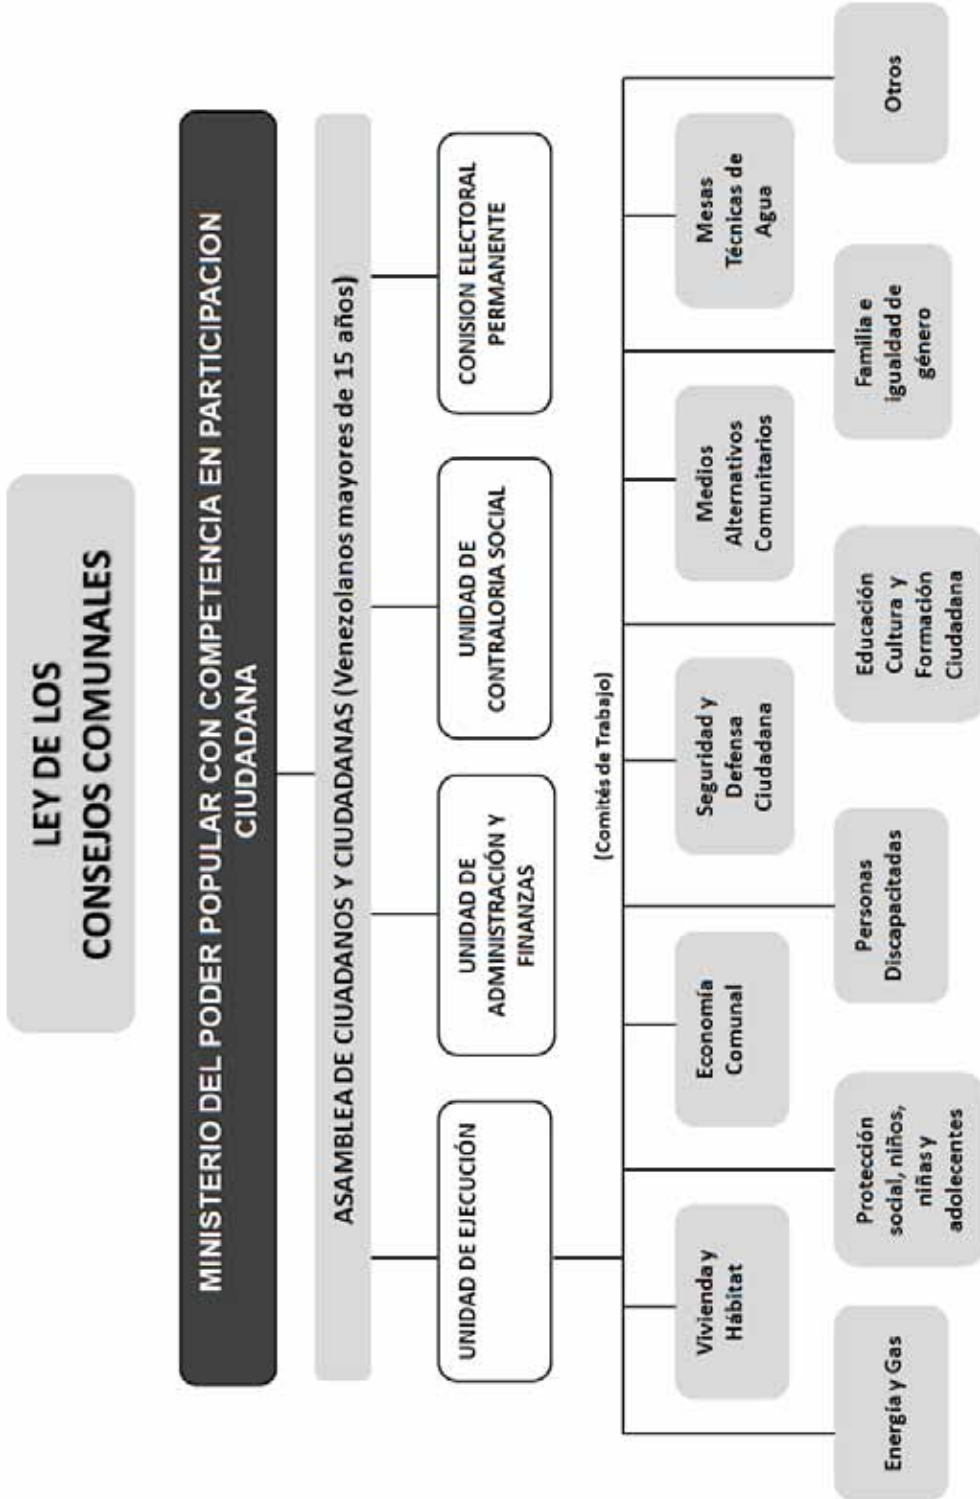 LEY DE LOS
CONSEJOS COMUNALES
MINISTERIO DEL PODER POPULAR CON COMPETENCIA EN PARTICIPACION
CIUDADANA
ASAMBLEA DE CIUADANOS Y CIUDADANAS (Venezolanos mayores de 15 años)
UNIDAD DE EJECUCIÓN
UNIDAD DE
ADMINISTRACIÓN Y
FINANZAS
UNIDAD DE
CONTRALORIA SOCIAL
CONISION ELECTORAL
PERMANENTE
(Comités de Trabajo)
Vivienda y
Hábitat
Economía
Comunal
Seguridad y
Defensa
Ciudadana
Medios
Alternativos
Comunitarios
Mesas
Técnicas de
Agua
Energía y Gas
Protección
social, niños,
niñas y
adolecentes
Personas
Discapacitadas
Educación
Cultura y
Formación
Ciudadana
Familia e
igualdad de
género
Otros